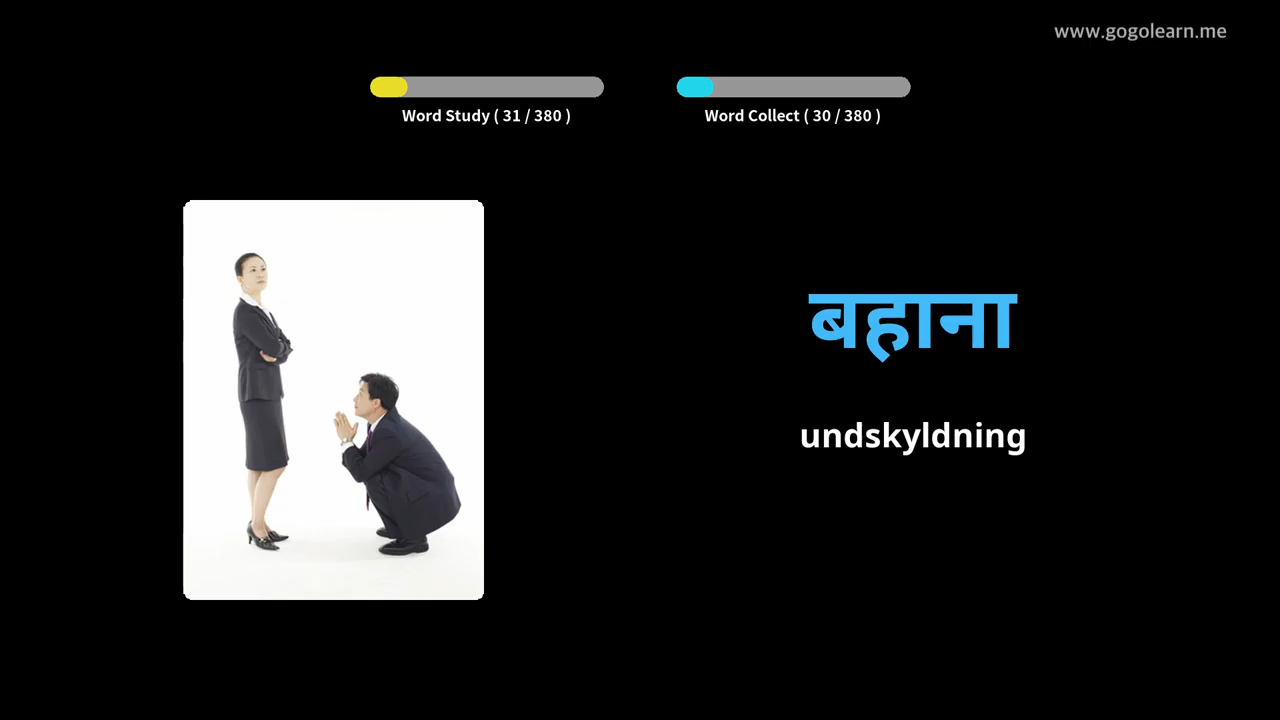 www.gogolearn.me
Word Study ( 31 / 380 )
Word Collect ( 30 / 380 )
बहाना
undskyldning